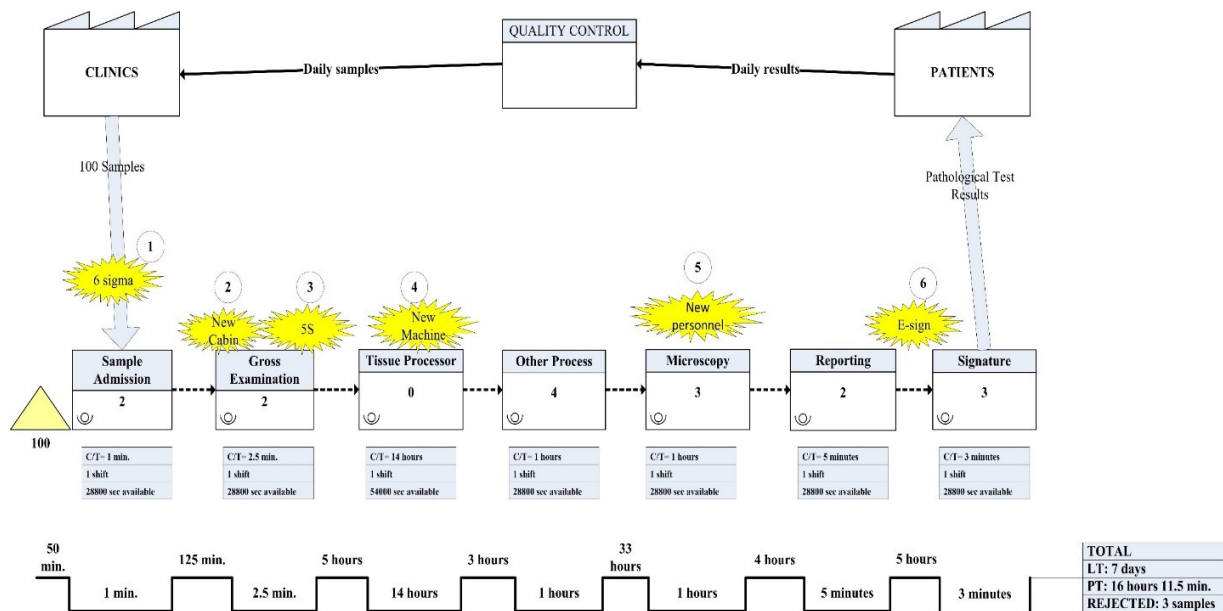 QUALITY CONTROL
CLINICS
Daily samples
Daily results
PATIENTS
100 Samples
Pathological Test
Results
1
6 sigma
2
New
Cabin
3
5S
4
New
Machine
5
New
personnel
6
E-sign
Sample
Admission
2
Gross
Examination
2
Tissue Processor
0
Other Process
4
Microscopy
3
Reporting
2
Signature
3
100
C/T= 1 min.
1 shift
28800 sec available
C/T= 2.5 min.
1 shift
28800 sec available
C/T= 14 hours
1 shift
54000 sec available
C/T= 1 hours
1 shift
28800 sec available
C/T= 1 hours
1 shift
28800 sec available
C/T= 5 minutes
1 shift
28800 sec available
C/T= 3 minutes
1 shift
28800 sec available
50
min.
1 min.
125 min.
2.5 min.
5 hours
14 hours
3 hours
1 hours
33
hours
1 hours
4 hours
5 minutes
5 hours
3 minutes
TOTAL
LT: 7 days
PT: 16 hours 11.5 min.
REJECTED: 3 samples